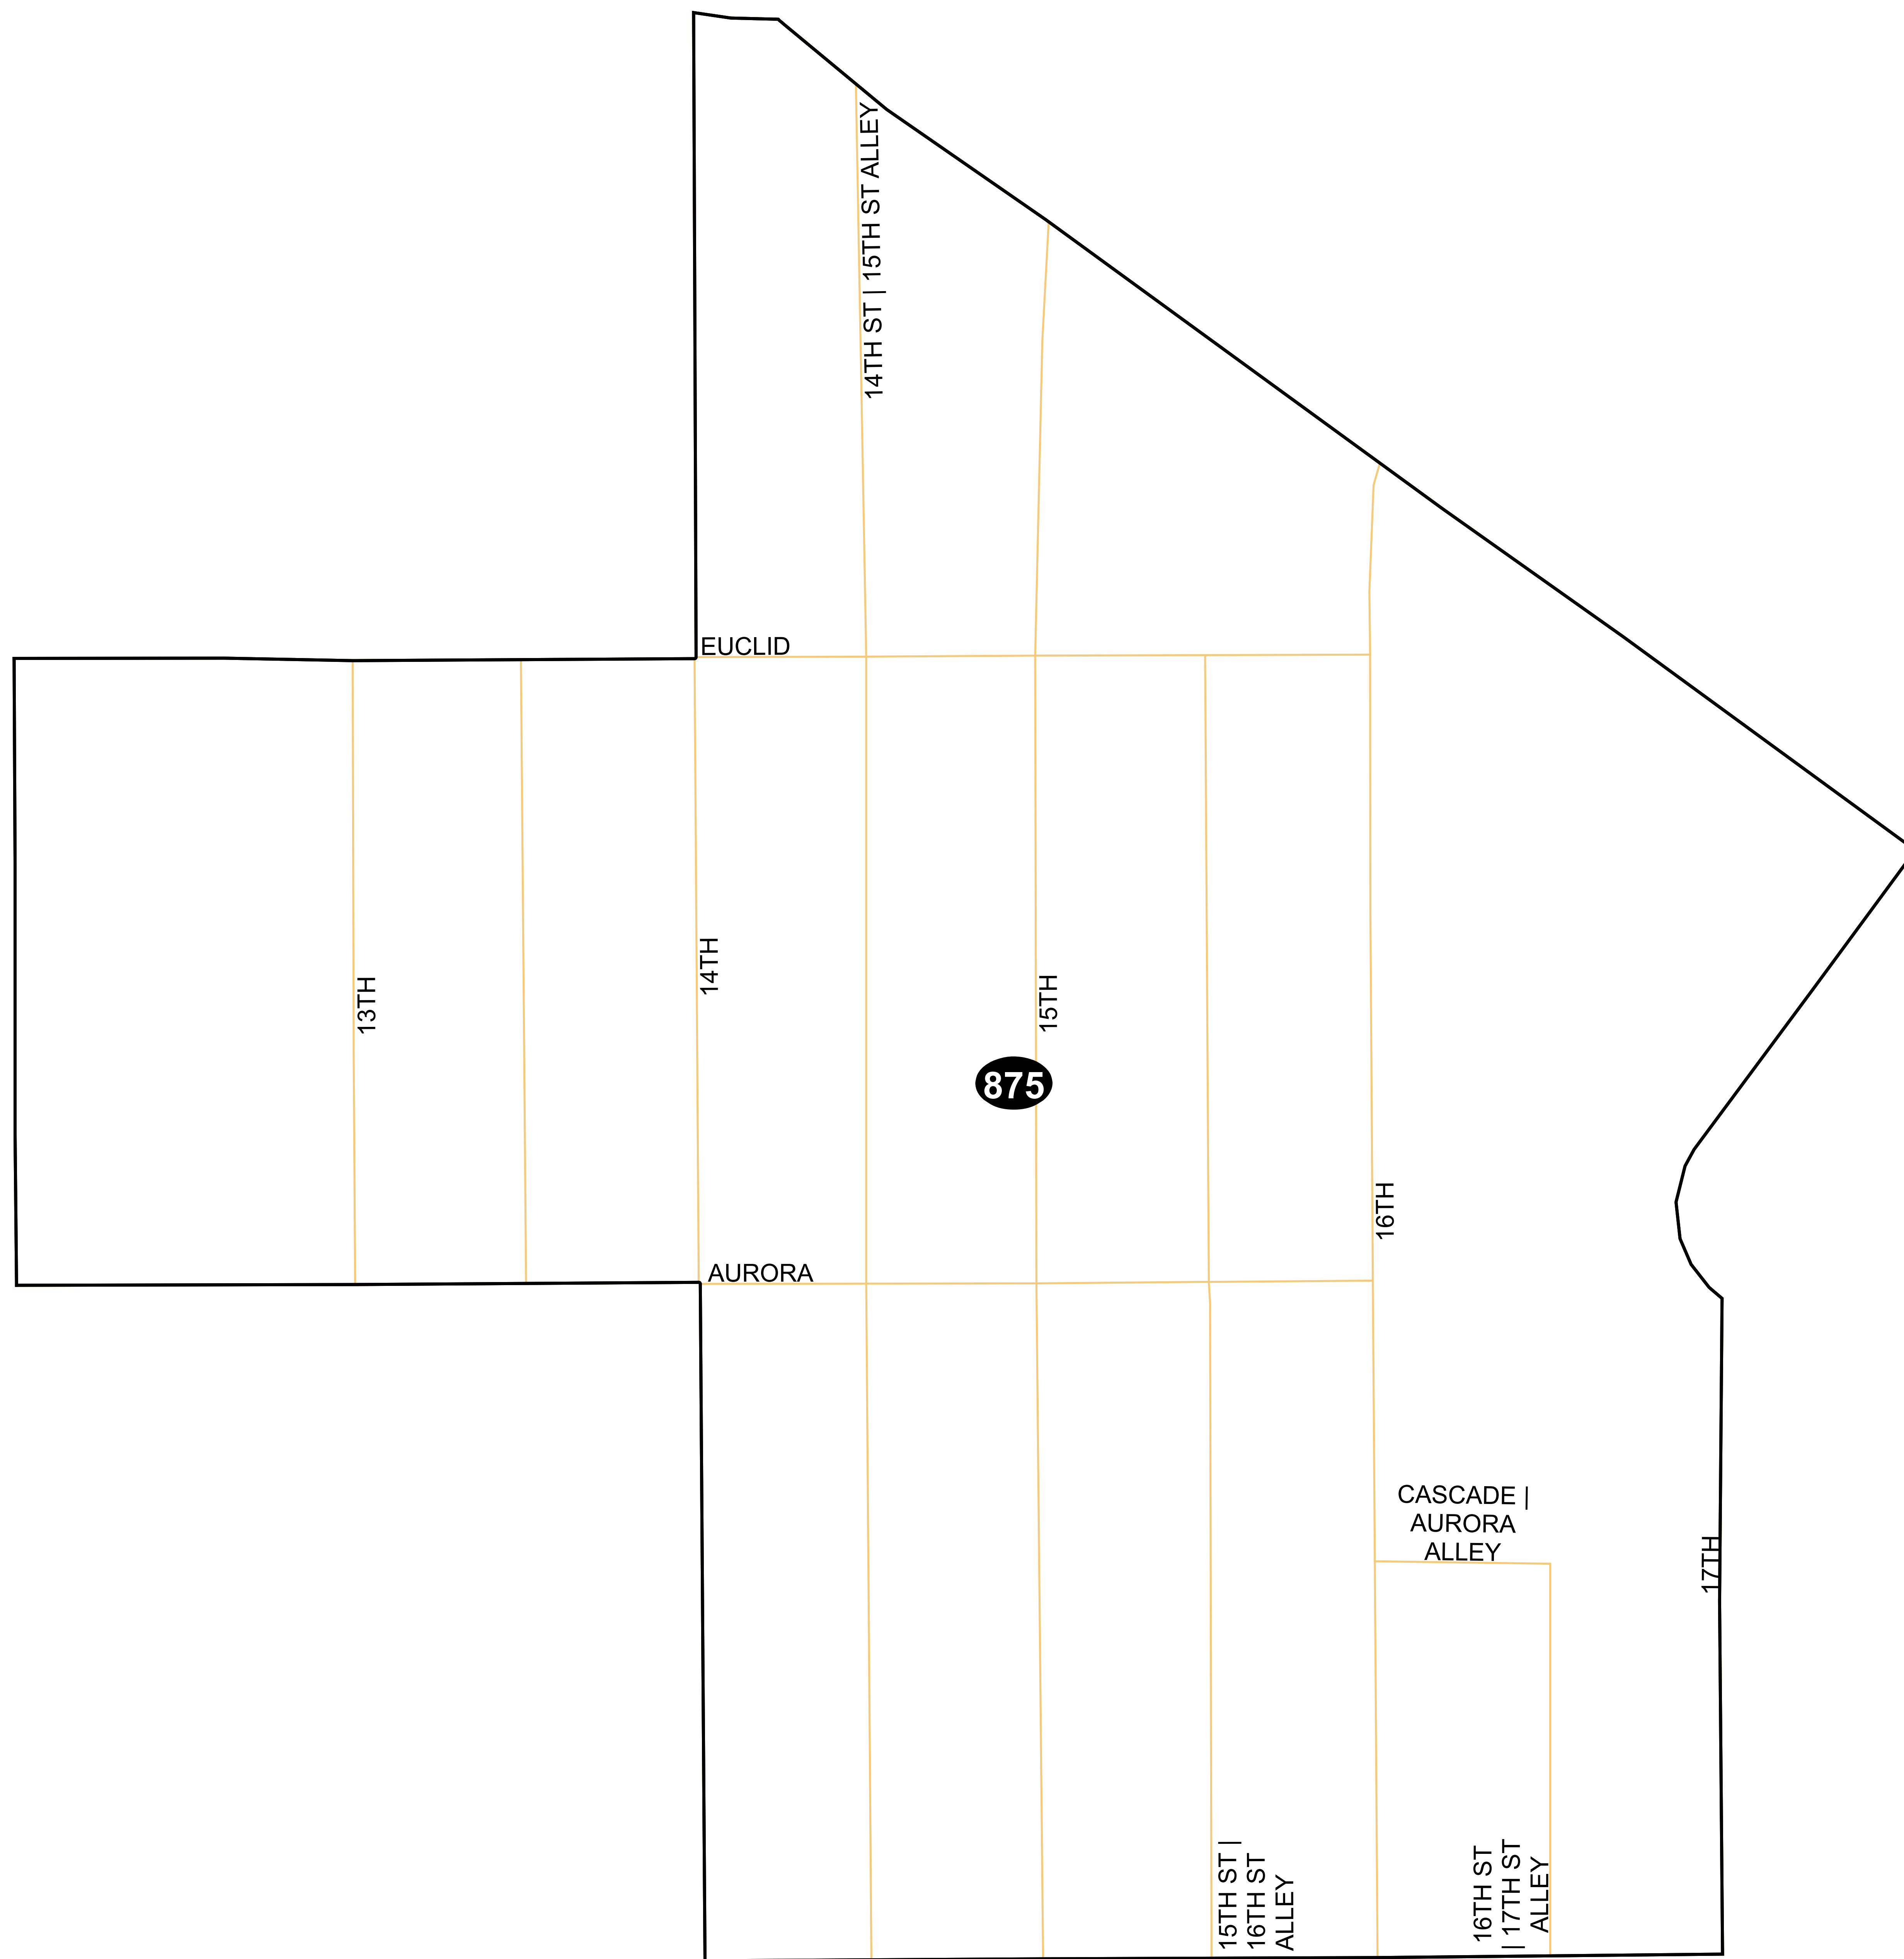 14TH ST | 15TH ST ALLEY
EUCLID
13TH
14TH
15TH
875
16TH
AURORA
CASCADE |
AURORA
ALLEY
17TH
15TH ST |
16TH ST
ALLEY
16TH ST
| 17TH ST
ALLEY